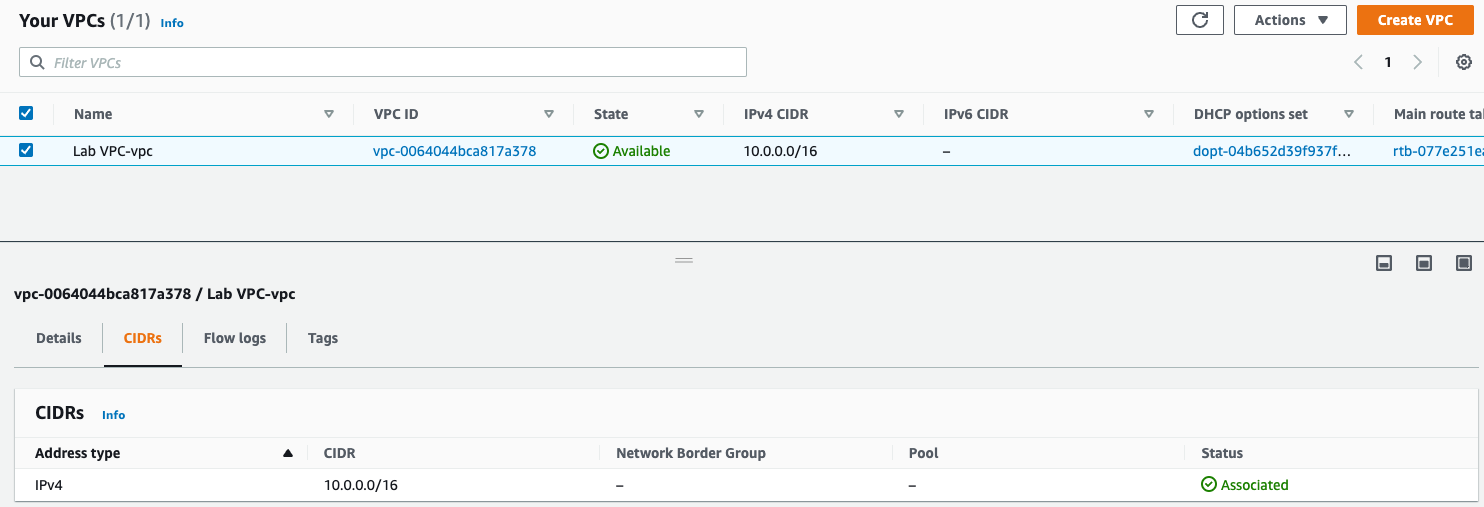 Your VPCs (1/1) Info
Actions Create VPC
Filter VPCs
1
Name VPC ID State IPv4 CIDR IPv6 CIDR DHCP options set Main route ta
Lab VPC-vpc vpc-0064044bca817a378 Available 10.0.0.0/16 – dopt-04b652d39f937f… rtb-077e251e
vpc-0064044bca817a378 / Lab VPC-vpc
Details CIDRs Flow logs Tags
CIDRs Info
Address type CIDR Network Border Group Pool Status
IPv4 10.0.0.0/16 – – Associated